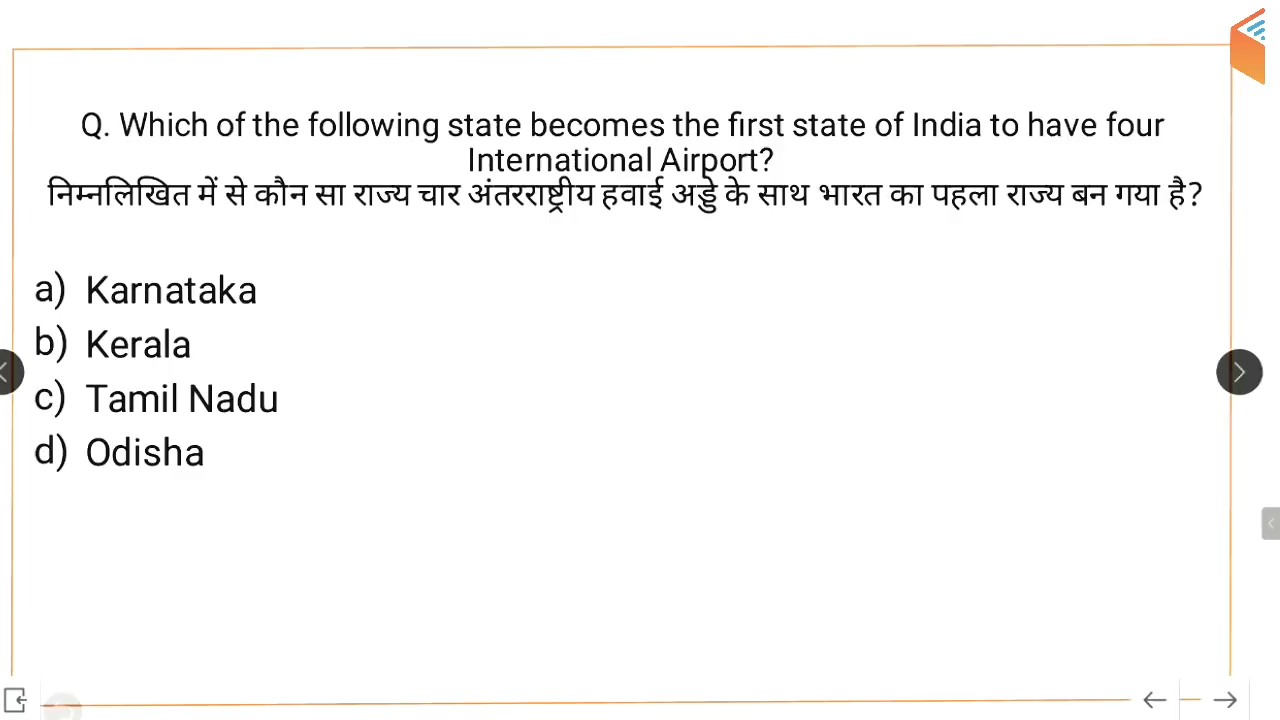 Q. Which of the following state becomes the first state of India to have four
International Airport?
निम्नलिखित में से कौन सा राज्य चार अंतरराष्ट्रीय हवाई अड्डे के साथ भारत का पहला राज्य बन गया है?
a) Karnataka
b) Kerala
c) Tamil Nadu
d) Odisha